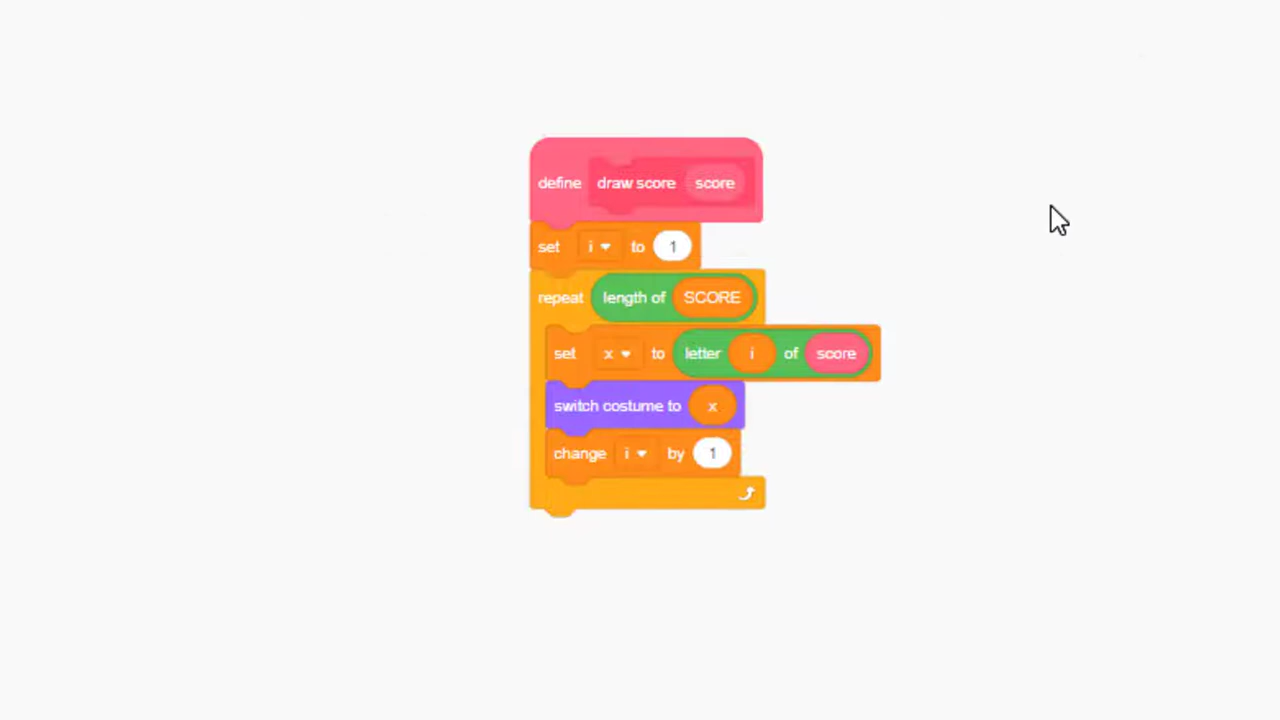 define draw score score
set i to 1
repeat length of SCORE
set x to letter i of score
switch costume to x
change i by 1